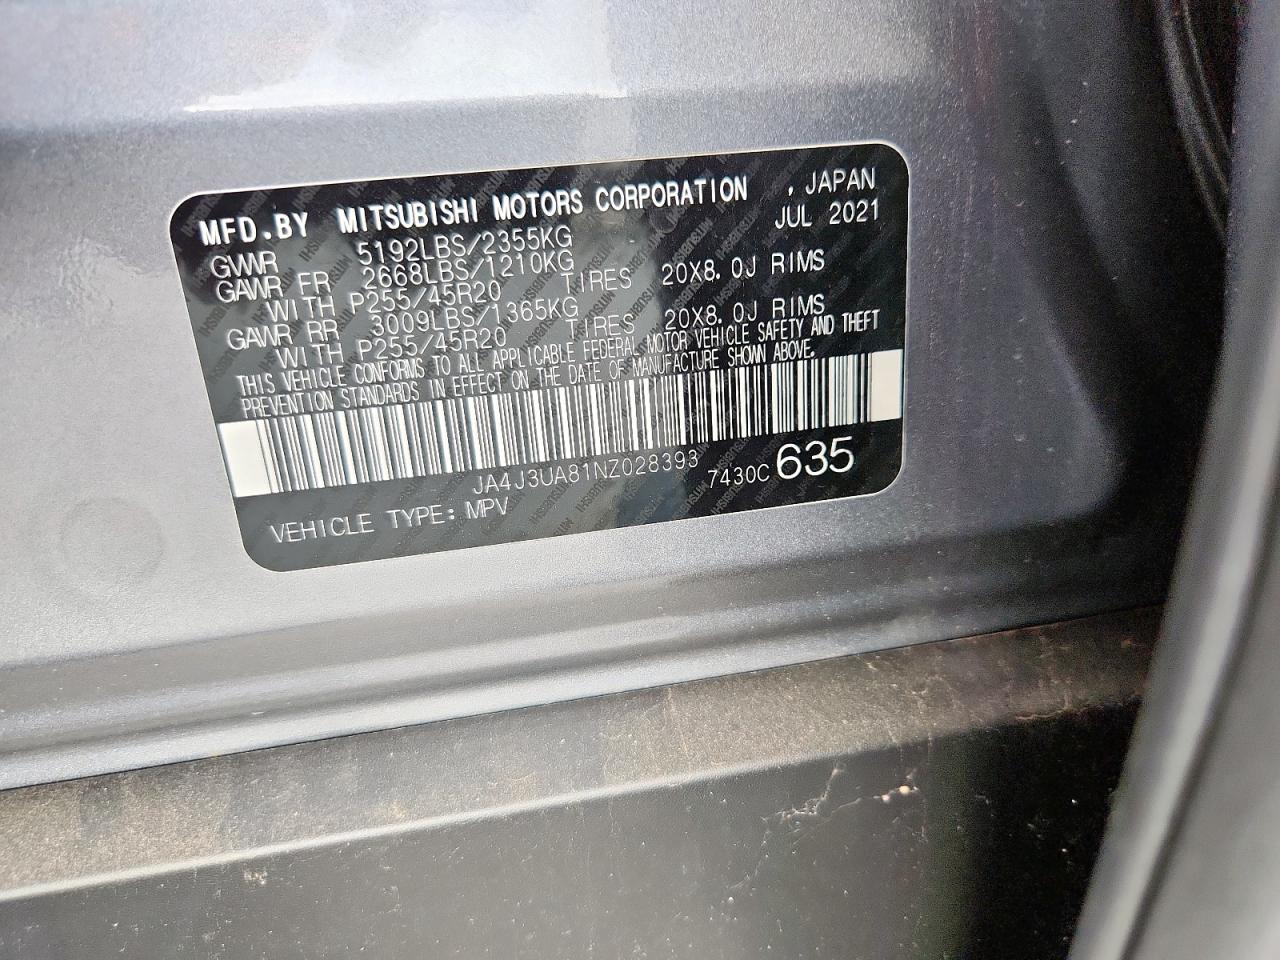 MFD.BY MITSUBISHI MOTORS CORPORATION , JAPAN
GVWR 5192LBS/2355KG JUL 2021
GAWR FR 2668LBS/1210KG
WITH P255/45R20 TIRES 20X8.0J RIMS
GAWR RR 3009LBS/1365KG
WITH P255/45R20 TIRES 20X8.0J RIMS
THIS VEHICLE CONFORMS TO ALL APPLICABLE FEDERAL MOTOR VEHICLE SAFETY AND THEFT
PREVENTION STANDARDS IN EFFECT ON THE DATE OF MANUFACTURE SHOWN ABOVE.
JA4J3UA81NZ028393 7430C 635
VEHICLE TYPE: MPV